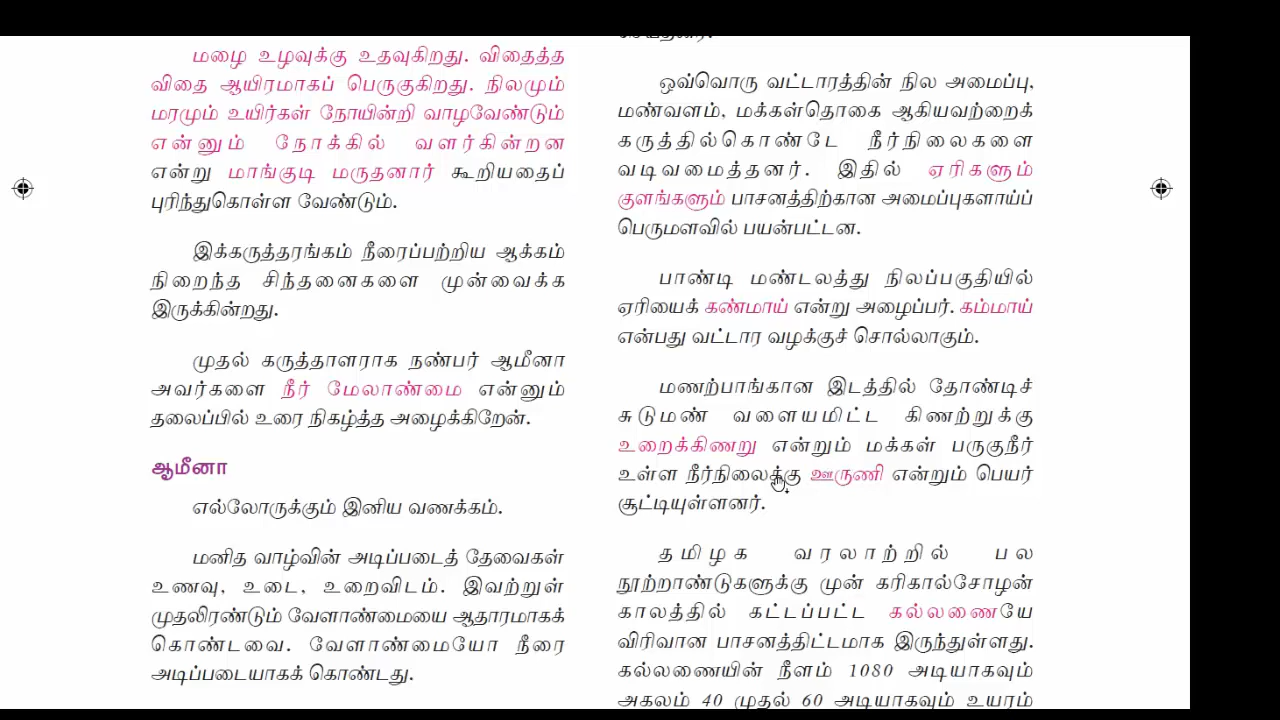 மழை உழவுக்கு உதவுகிறது. விதைத்த
விதை ஆயிரமாகப் பெருகுகிறது. நிலமும்
மரமும் உயிர்கள் நோயின்றி வாழவேண்டும்
என்னும் நோக்கில் வளர்கின்றன
என்று மாங்குடி மருதனார் கூறியதைப்
புரிந்துகொள்ள வேண்டும்.
இக்கருத்தரங்கம் நீரைப்பற்றிய ஆக்கம்
நிறைந்த சிந்தனைகளை முன்வைக்க
இருக்கின்றது.
முதல் கருத்தாளராக நண்பர் ஆமீனா
அவர்களை நீர் மேலாண்மை என்னும்
தலைப்பில் உரை நிகழ்த்த அழைக்கிறேன்.
ஆமீனா
எல்லோருக்கும் இனிய வணக்கம்.
மனித வாழ்வின் அடிப்படைத் தேவைகள்
உணவு, உடை, உறைவிடம். இவற்றுள்
முதலிரண்டும் வேளாண்மையை ஆதாரமாகக்
கொண்டவை. வேளாண்மையோ நீரை
அடிப்படையாகக் கொண்டது.
ஒவ்வொரு வட்டாரத்தின் நில அமைப்பு,
மண்வளம், மக்கள்தொகை ஆகியவற்றைக்
கருத்தில்கொண்டே நீர்நிலைகளை
வடிவமைத்தனர். இதில் ஏரிகளும்
குளங்களும் பாசனத்திற்கான அமைப்புகளாய்ப்
பெருமளவில் பயன்பட்டன.
பாண்டி மண்டலத்து நிலப்பகுதியில்
ஏரியைக் கண்மாய் என்று அழைப்பர். கம்மாய்
என்பது வட்டார வழக்குச் சொல்லாகும்.
மணற்பாங்கான இடத்தில் தோண்டிச்
சுடுமண் வளையமிட்ட கிணற்றுக்கு
உறைக்கிணறு என்றும் மக்கள் பருகுநீர்
உள்ள நீர்நிலைக்கு ஊருணி என்றும் பெயர்
சூட்டியுள்ளனர்.
தமிழக வரலாற்றில் பல
நூற்றாண்டுகளுக்கு முன் கரிகால்சோழன்
காலத்தில் கட்டப்பட்ட கல்லணையே
விரிவான பாசனத்திட்டமாக இருந்துள்ளது.
கல்லணையின் நீளம் 1080 அடியாகவும்
அகலம் 40 முதல் 60 அடியாகவும் உயரம்